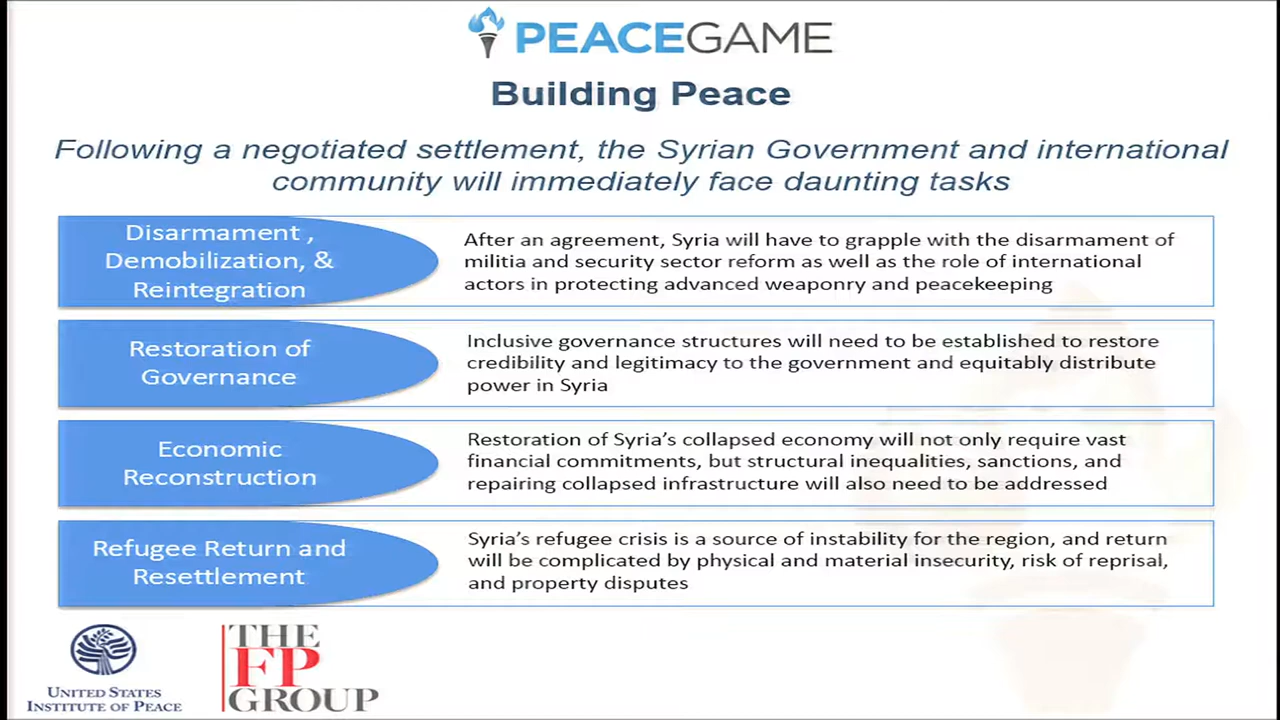 PEACEGAME
Building Peace
Following a negotiated settlement, the Syrian Government and international
community will immediately face daunting tasks
Disarmament ,
Demobilization, &
Reintegration
After an agreement, Syria will have to grapple with the disarmament of
militia and security sector reform as well as the role of international
actors in protecting advanced weaponry and peacekeeping
Restoration of
Governance
Inclusive governance structures will need to be established to restore
credibility and legitimacy to the government and equitably distribute
power in Syria
Economic
Reconstruction
Restoration of Syria's collapsed economy will not only require vast
financial commitments, but structural inequalities, sanctions, and
repairing collapsed infrastructure will also need to be addressed
Refugee Return and
Resettlement
Syria's refugee crisis is a source of instability for the region, and return
will be complicated by physical and material insecurity, risk of reprisal,
and property disputes
UNITED STATES
INSTITUTE OF PEACE
THE
FP
GROUP